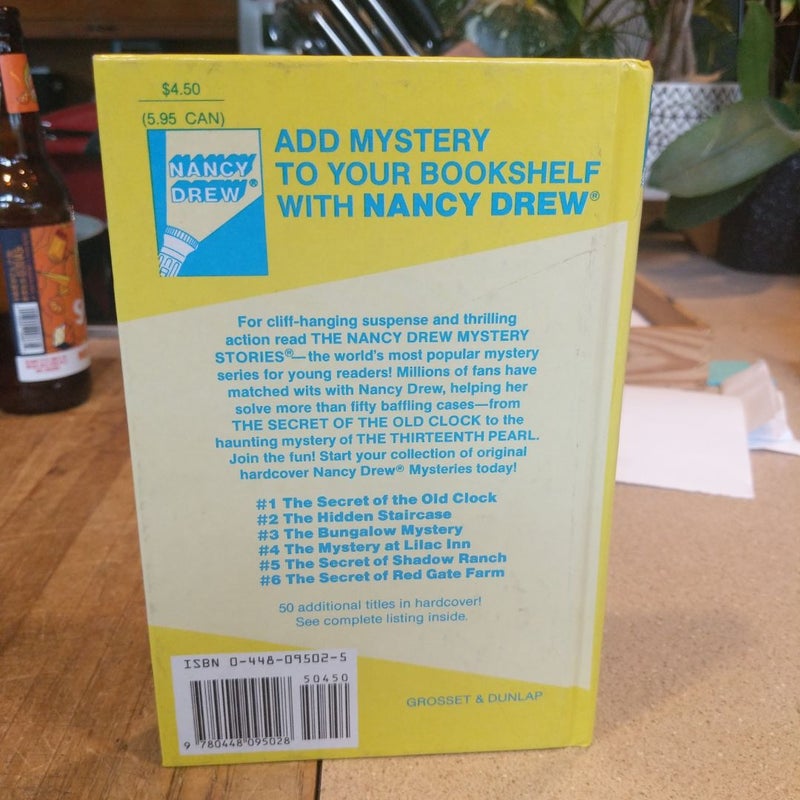 $4.50
(5.95 CAN)
NANCY
DREW®
ADD MYSTERY
TO YOUR BOOKSHELF
WITH NANCY DREW®
For cliff-hanging suspense and thrilling
action read THE NANCY DREW MYSTERY
STORIES®—the world's most popular mystery
series for young readers! Millions of fans have
matched wits with Nancy Drew, helping her
solve more than fifty baffling cases—from
THE SECRET OF THE OLD CLOCK to the
haunting mystery of THE THIRTEENTH PEARL.
Join the fun! Start your collection of original
hardcover Nancy Drew® Mysteries today!
#1 The Secret of the Old Clock
#2 The Hidden Staircase
#3 The Bungalow Mystery
#4 The Mystery at Lilac Inn
#5 The Secret of Shadow Ranch
#6 The Secret of Red Gate Farm
50 additional titles in hardcover!
See complete listing inside.
ISBN 0-448-09502-5
50450
9 780448 095028
GROSSET & DUNLAP